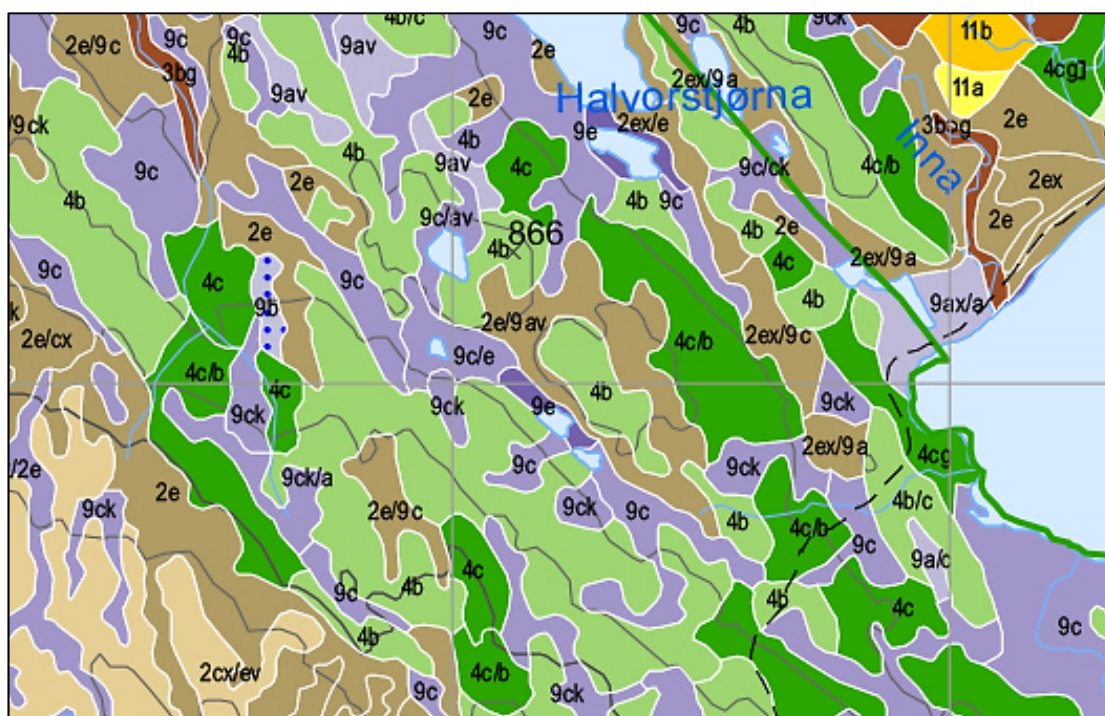 9c
9c
4b/c
9c
9c
4b
9ck
11b
2e/9c
4b
2e
4cg]
3bg
9av
9av
2ex/9a
11a
2e
Halvorstjørna
3bog
2e
/9ck
4b
4b
9e
2ex/e
inna
9c
9av
4c
9c/ck
4c/b
2ex
4b
2e
9c/av
4b
9c
2e
2e
4b
866
4b
2e
9c
4c
9c
4c
2ex/9a
9b
4b
9ax/a
k
2e/cx
2e/9av
4c/b
2ex/9c
4c/b
9c/e
4b
4c
9ck
9ck
9e
9ck
4cg
/2e
2e
9ck/a
9c
9ck
2ex/9a
9ck
2e/9c
9ck
9c
4b
4c/b
4b/c
9c
9a/c
9c
4b
4c
4b
4c
4b
9c
2cx/ev
9c
4c/b
9ck